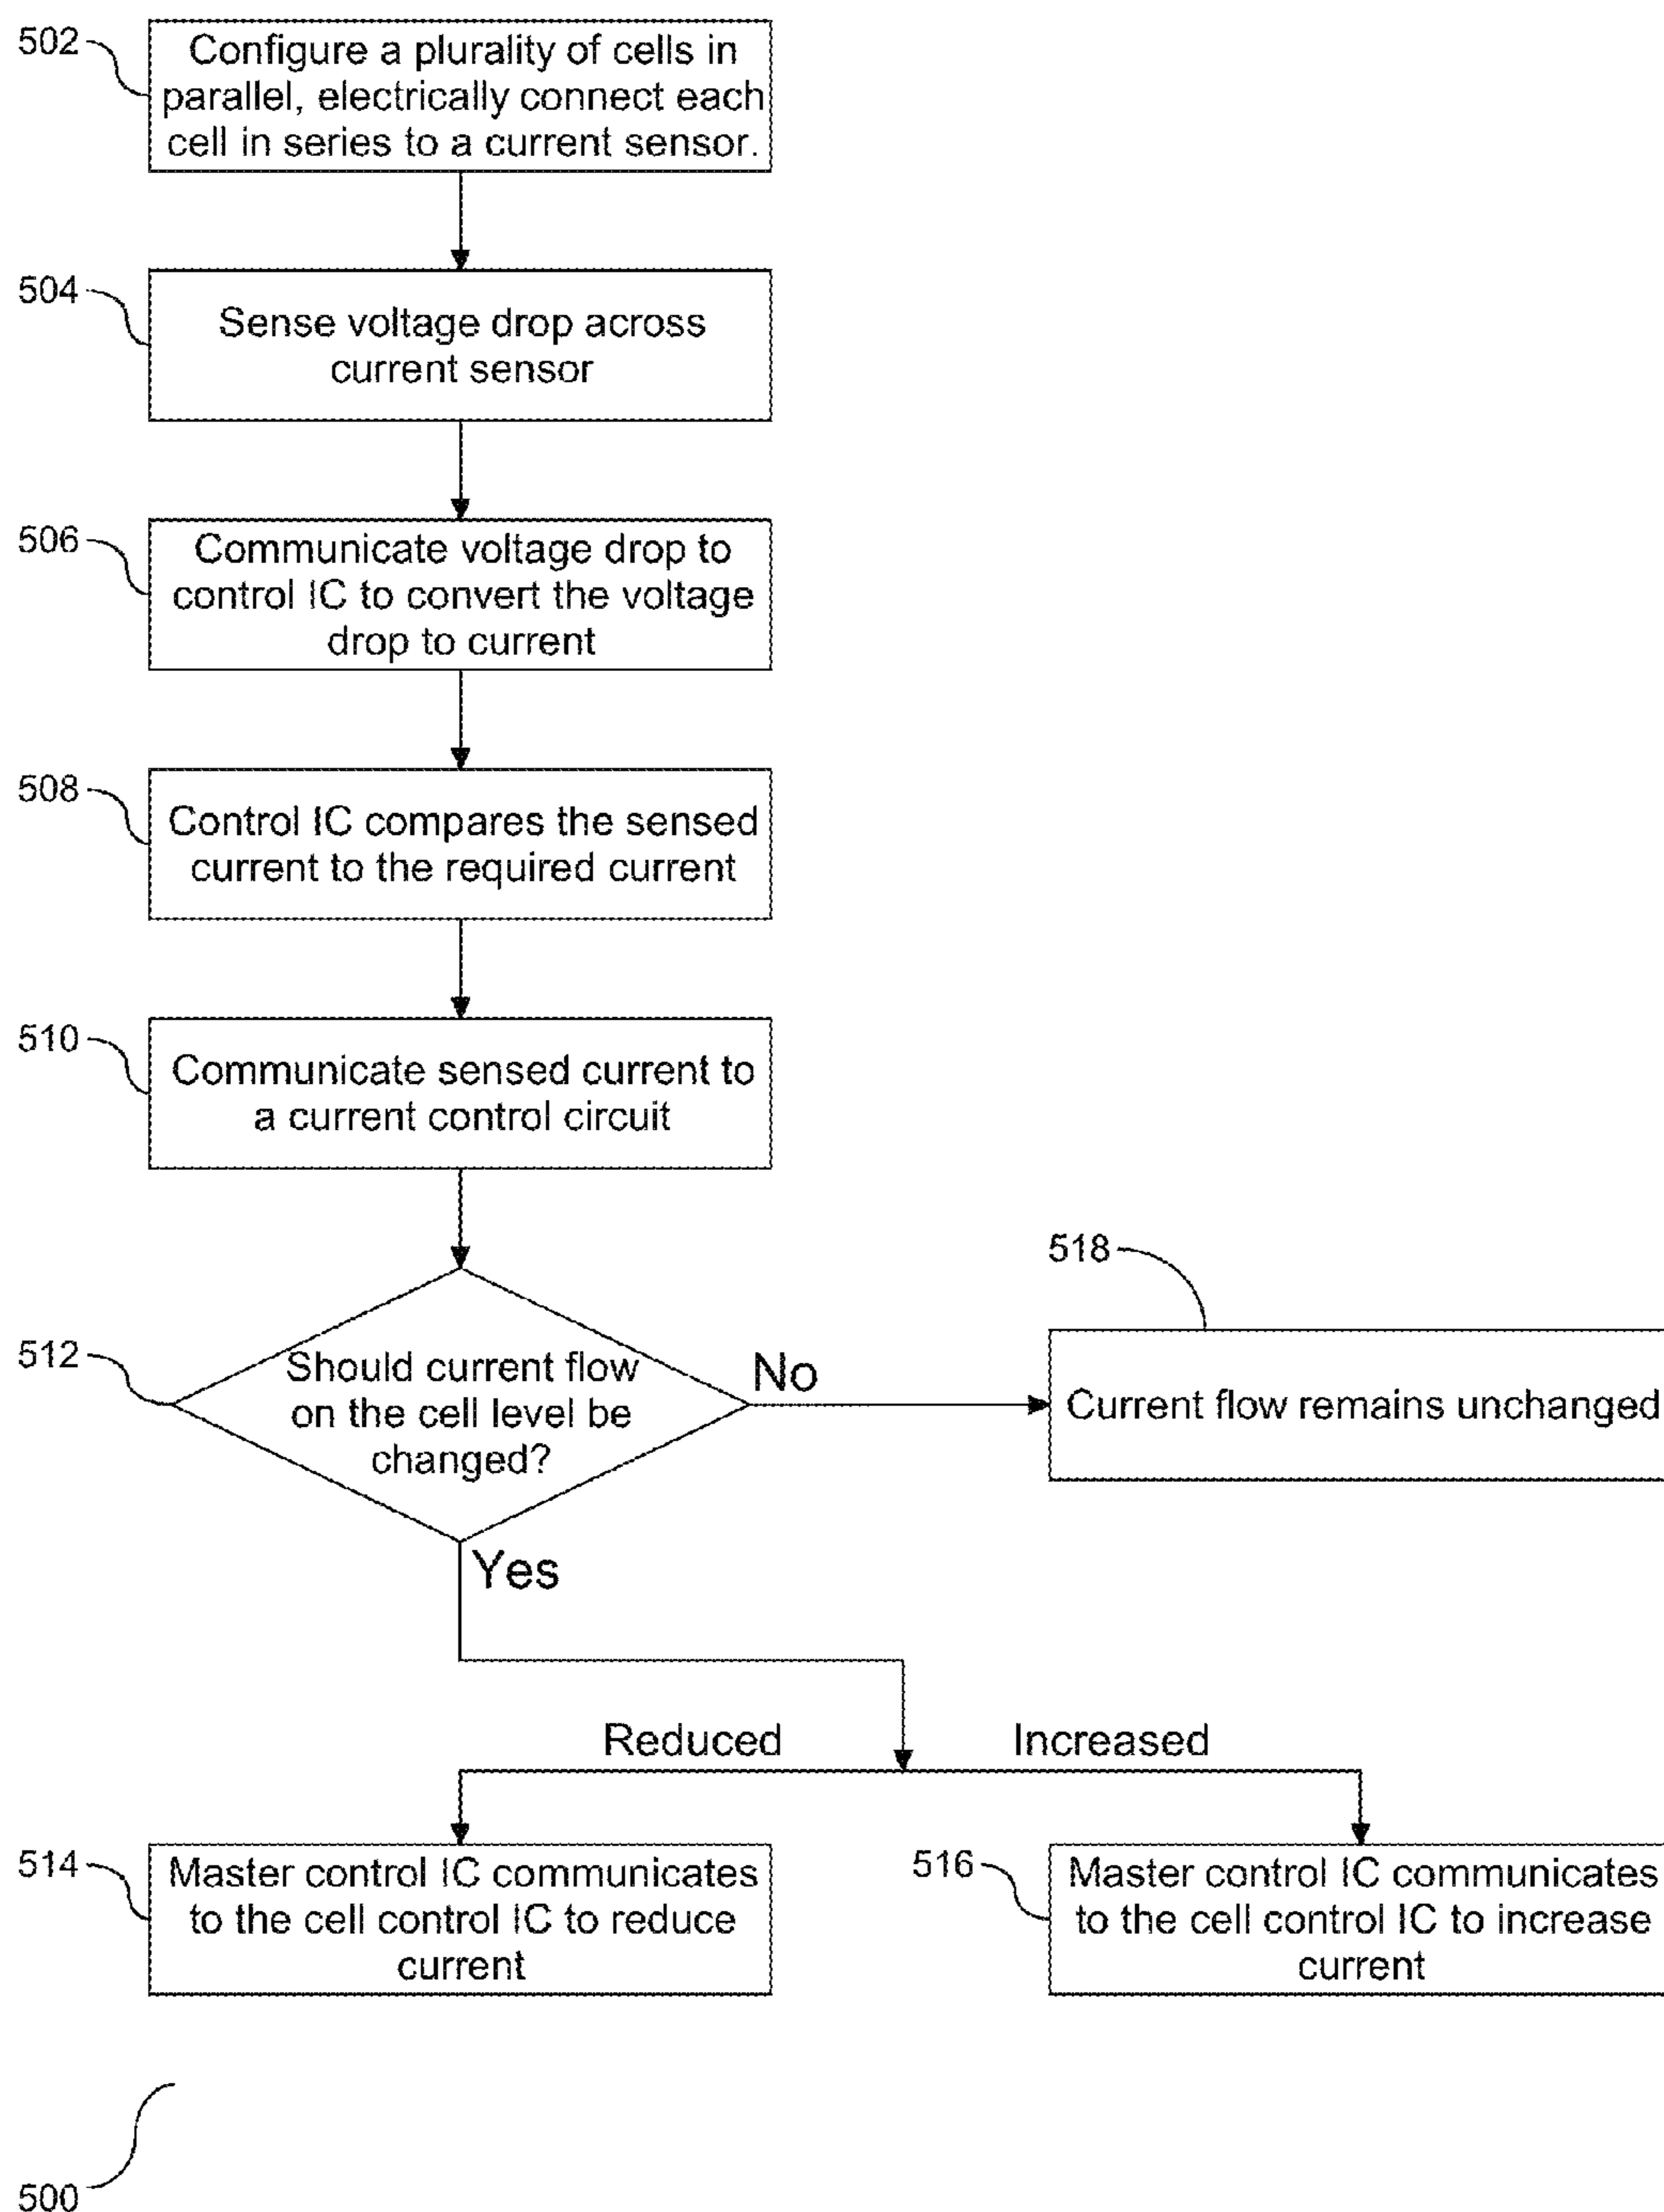 502
Configure a plurality of cells in
parallel, electrically connect each
cell in series to a current sensor.
504
Sense voltage drop across
current sensor
506
Communicate voltage drop to
control IC to convert the voltage
drop to current
508
Control IC compares the sensed
current to the required current
510
Communicate sensed current to
a current control circuit
512
Should current flow
on the cell level be
changed?
No
518
Current flow remains unchanged
Yes
Reduced
Increased
514
Master control IC communicates
to the cell control IC to reduce
current
516
Master control IC communicates
to the cell control IC to increase
current
500